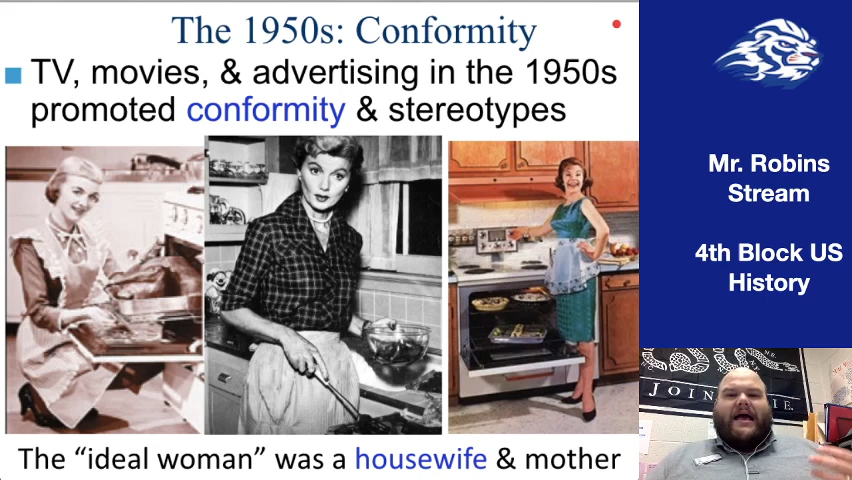 The 1950s: Conformity
TV, movies, & advertising in the 1950s
promoted conformity & stereotypes
The “ideal woman” was a housewife & mother
Mr. Robins
Stream
4th Block US
History
JOIN, DIE.